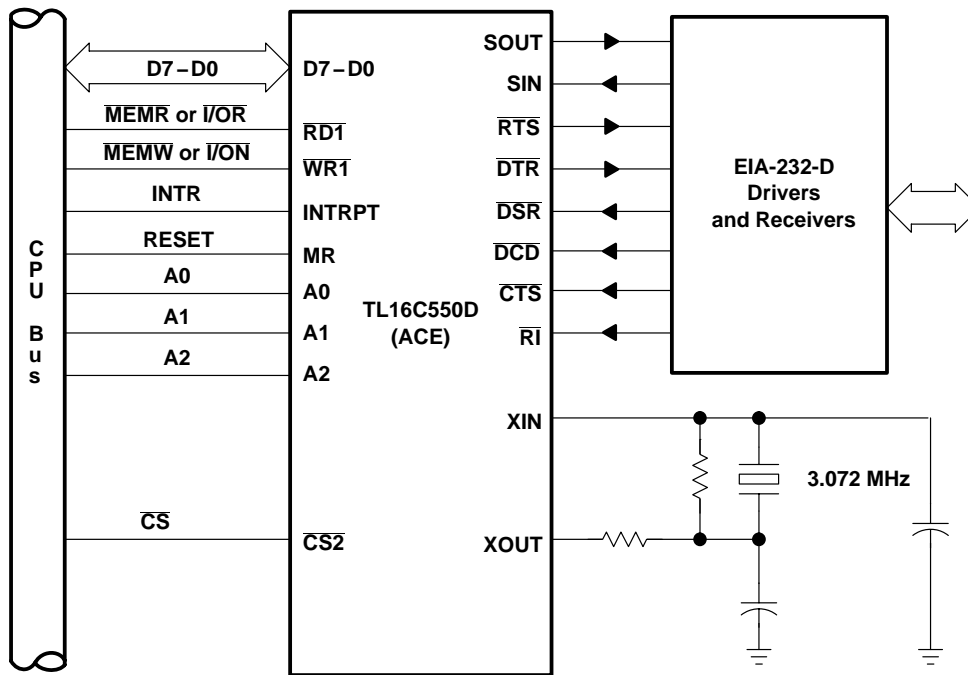 CPU Bus
D7–D0
MEMR or I/OR
MEMW or I/ON
INTR
RESET
A0
A1
A2
CS
D7–D0
RD1
WR1
INTRPT
MR
A0
A1
A2
CS2
TL16C550D
(ACE)
SOUT
SIN
RTS
DTR
DSR
DCD
CTS
RI
XIN
XOUT
EIA-232-D
Drivers
and Receivers
3.072 MHz